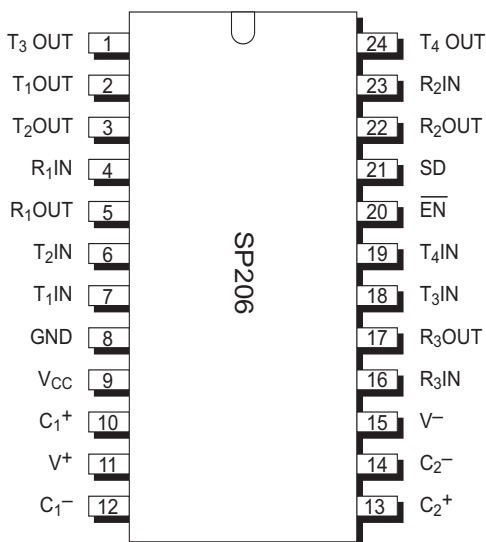 T₃ OUT 1 24 T₄ OUT
T₁OUT 2 23 R₂IN
T₂OUT 3 22 R₂OUT
R₁IN 4 21 SD
R₁OUT 5 20 E̅N̅
T₂IN 6 19 T₄IN
T₁IN 7 18 T₃IN
GND 8 17 R₃OUT
VCC 9 16 R₃IN
C₁⁺ 10 15 V⁻
V⁺ 11 14 C₂⁻
C₁⁻ 12 13 C₂⁺
SP206